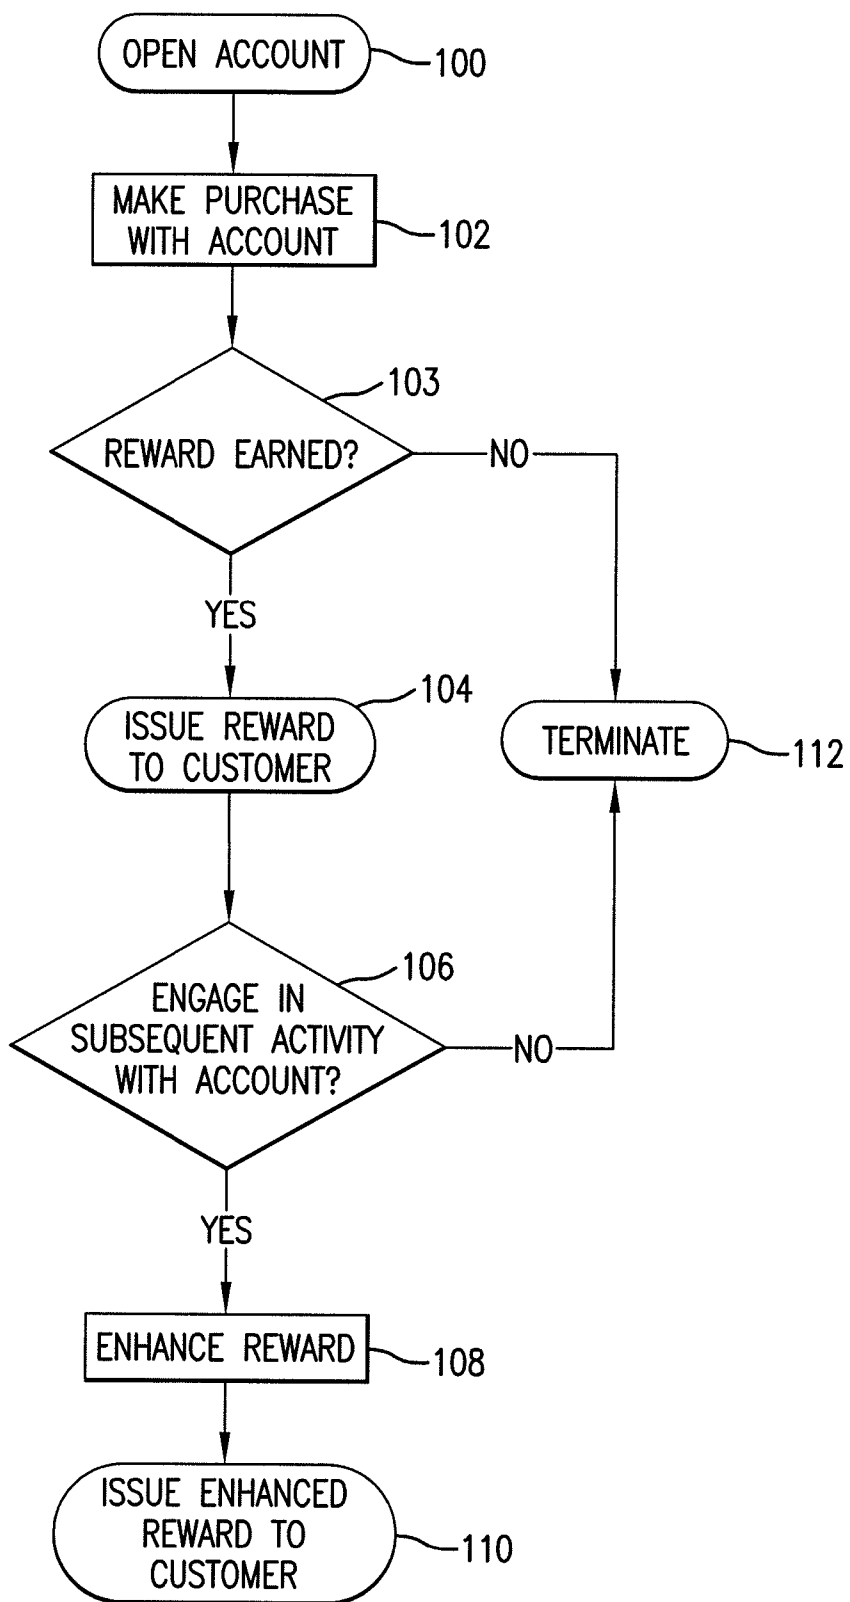 OPEN ACCOUNT
100
MAKE PURCHASE
WITH ACCOUNT
102
103
REWARD EARNED?
NO
YES
104
ISSUE REWARD
TO CUSTOMER
TERMINATE
112
106
ENGAGE IN
SUBSEQUENT ACTIVITY
WITH ACCOUNT?
NO
YES
ENHANCE REWARD
108
ISSUE ENHANCED
REWARD TO
CUSTOMER
110